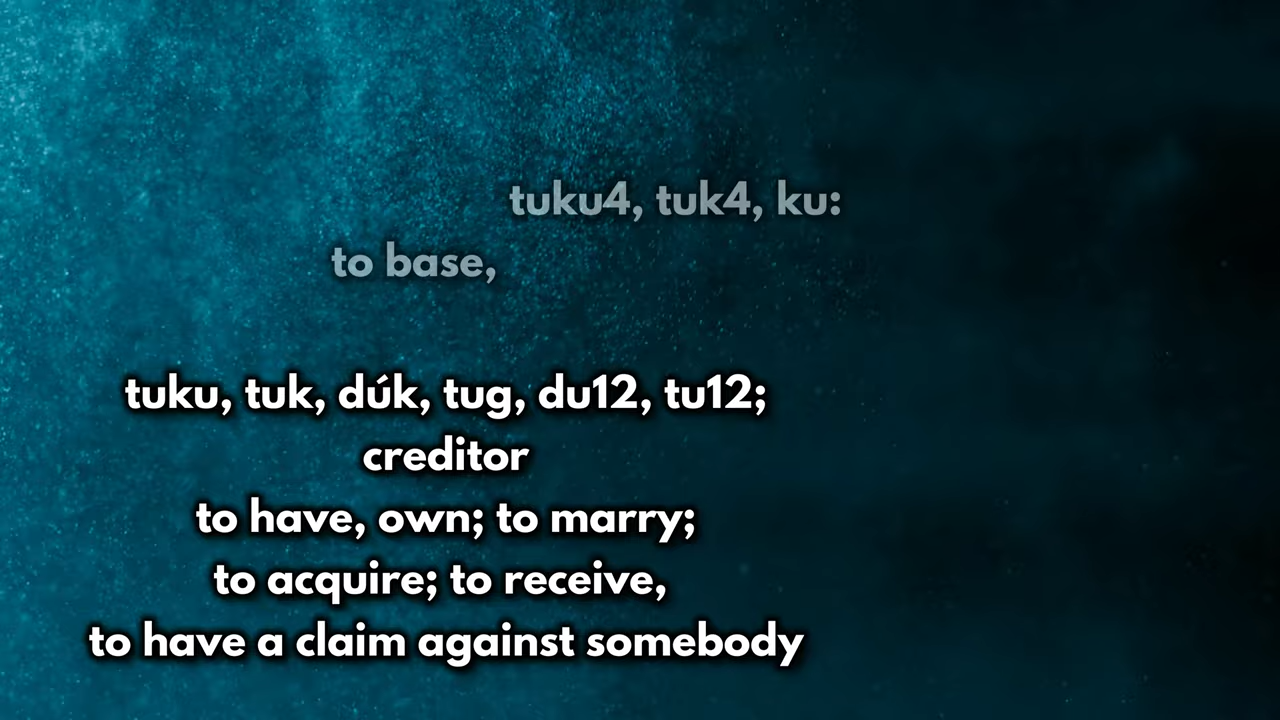 tuku4, tuk4, ku:
to base,
tuku, tuk, dúk, tug, du12, tu12;
creditor
to have, own; to marry;
to acquire; to receive,
to have a claim against somebody